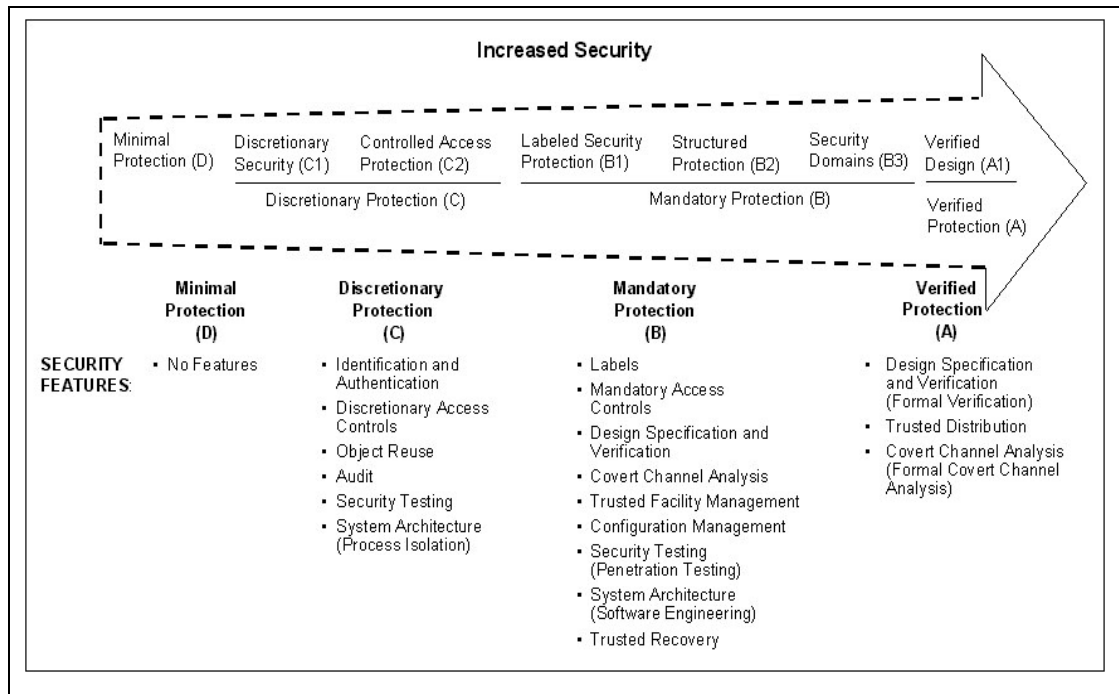 Increased Security
Minimal
Protection (D)
Discretionary
Security (C1)
Controlled Access
Protection (C2)
Discretionary Protection (C)
Labeled Security
Protection (B1)
Structured
Protection (B2)
Security
Domains (B3)
Mandatory Protection (B)
Verified
Design (A1)
Verified
Protection (A)
SECURITY
FEATURES:
Minimal
Protection
(D)
▪ No Features
Discretionary
Protection
(C)
▪ Identification and
Authentication
▪ Discretionary Access
Controls
▪ Object Reuse
▪ Audit
▪ Security Testing
▪ System Architecture
(Process Isolation)
Mandatory
Protection
(B)
▪ Labels
▪ Mandatory Access
Controls
▪ Design Specification and
Verification
▪ Covert Channel Analysis
▪ Trusted Facility Management
▪ Configuration Management
▪ Security Testing
(Penetration Testing)
▪ System Architecture
(Software Engineering)
▪ Trusted Recovery
Verified
Protection
(A)
▪ Design Specification
and Verification
(Formal Verification)
▪ Trusted Distribution
▪ Covert Channel Analysis
(Formal Covert Channel
Analysis)